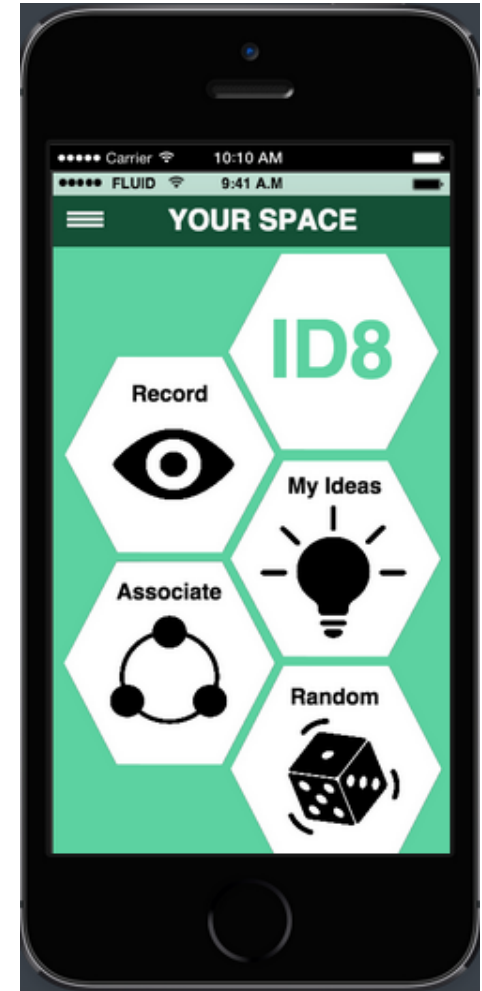 Carrier 10:10 AM
FLUID 9:41 A.M
YOUR SPACE
ID8
Record
My Ideas
Associate
Random